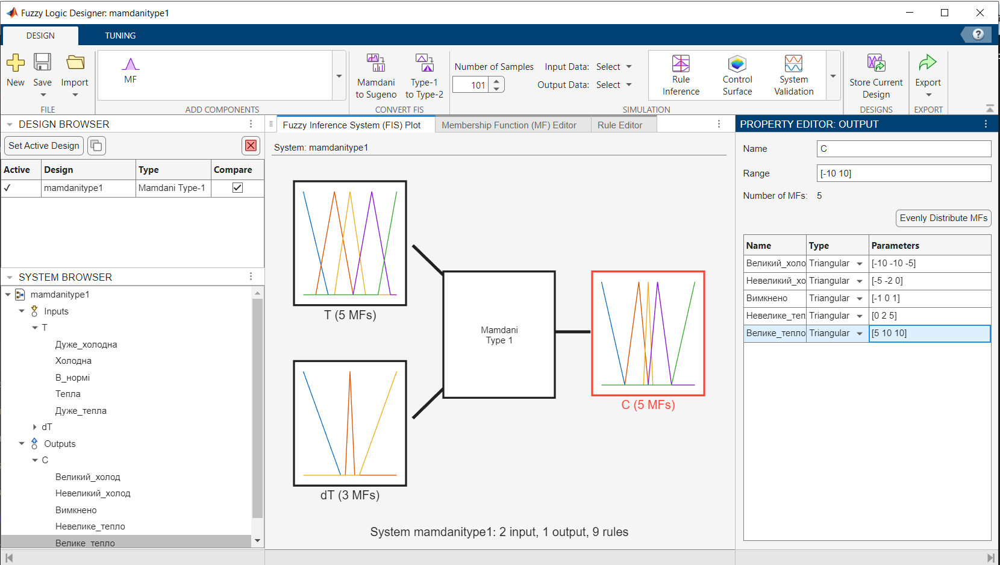 Fuzzy Logic Designer: mamdanitype1
DESIGN
TUNING
New
Save
Import
FILE
MF
ADD COMPONENTS
Mamdani
to Sugeno
Type-1
to Type-2
CONVERT FIS
Number of Samples
101
Input Data: Select
Output Data: Select
Rule
Inference
Control
Surface
System
Validation
SIMULATION
Store Current
Design
DESIGNS
Export
EXPORT
DESIGN BROWSER
Set Active Design
Active Design Type Compare
mamdanitype1 Mamdani Type-1
SYSTEM BROWSER
mamdanitype1
Inputs
T
Дуже_холодна
Холодна
В_нормі
Тепла
Дуже_тепла
dT
Outputs
C
Великий_холод
Невеликий_холод
Вимкнено
Невелике_тепло
Велике_тепло
Fuzzy Inference System (FIS) Plot
Membership Function (MF) Editor
Rule Editor
System: mamdanitype1
T (5 MFs)
dT (3 MFs)
Mamdani
Type 1
C (5 MFs)
System mamdanitype1: 2 input, 1 output, 9 rules
PROPERTY EDITOR: OUTPUT
Name C
Range [-10 10]
Number of MFs: 5
Evenly Distribute MFs
Name Type Parameters
Великий_холо Triangular [-10 -10 -5]
Невеликий_хо Triangular [-5 -2 0]
Вимкнено Triangular [-1 0 1]
Невелике_теп Triangular [0 2 5]
Велике_тепло Triangular [5 10 10]